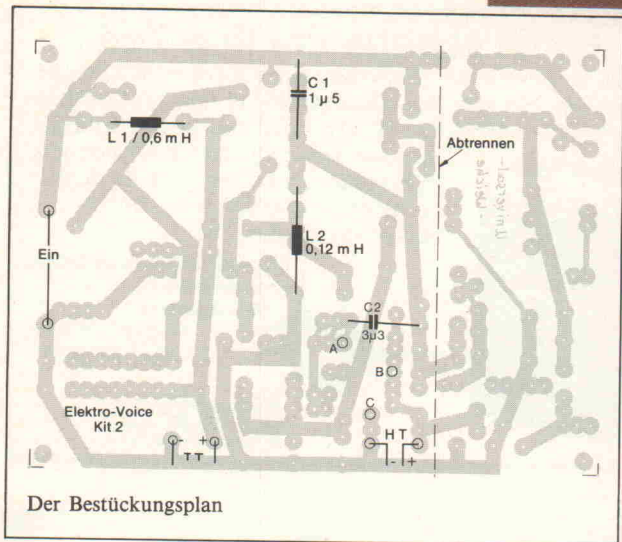 C 1
1 µ 5
L 1 / 0,6 m H
Abtrennen
L 2
0,12 m H
Ein
C2
3µ3
A
B
C
Elektro-Voice
Kit 2
- +
T T
H T
- +
Der Bestückungsplan